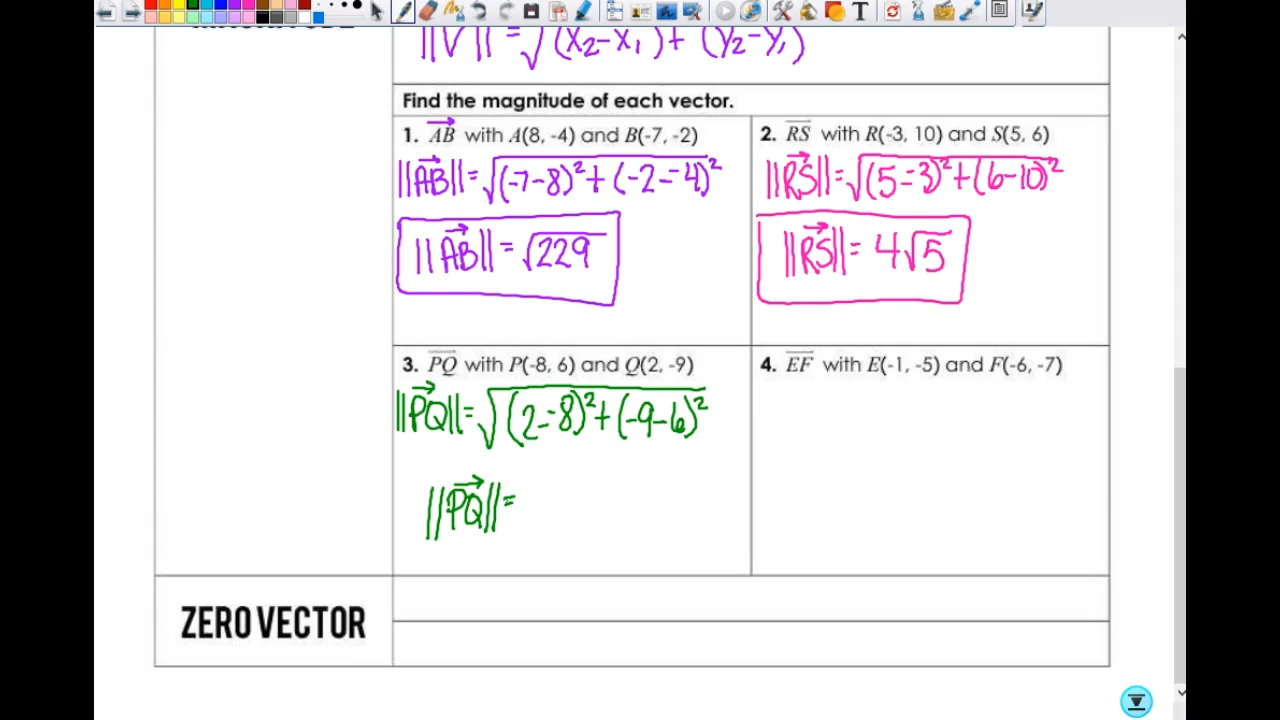 ||V|| = √(x₂-x₁) + (y₂-y₁)
Find the magnitude of each vector.
1. AB with A(8, -4) and B(-7, -2)
||AB|| = √(-7-8)² + (-2--4)²
||AB|| = √229
2. RS with R(-3, 10) and S(5, 6)
||RS|| = √(5--3)² + (6-10)²
||RS|| = 4√5
3. PQ with P(-8, 6) and Q(2, -9)
||PQ|| = √(2--8)² + (-9-6)²
||PQ|| =
4. EF with E(-1, -5) and F(-6, -7)
ZERO VECTOR